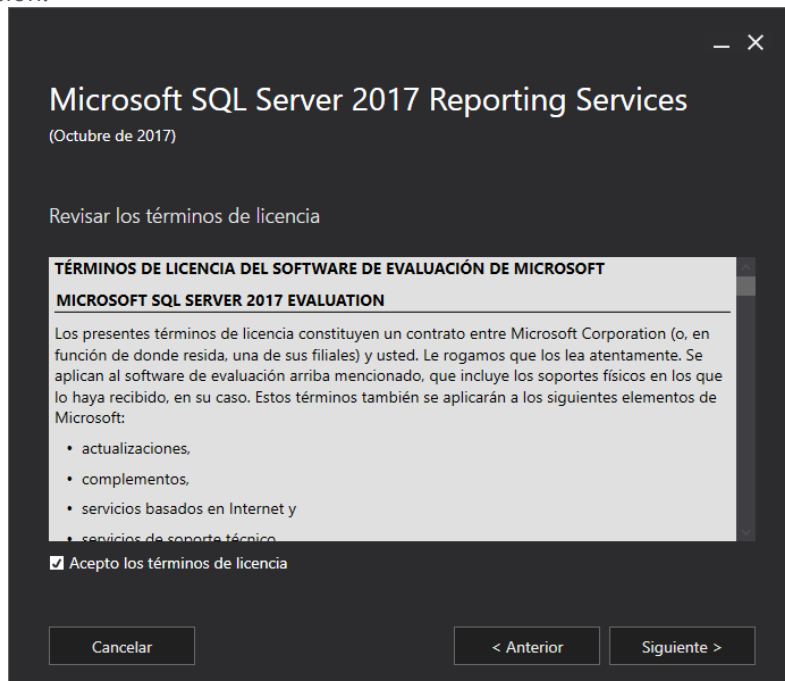 Microsoft SQL Server 2017 Reporting Services
(Octubre de 2017)
Revisar los términos de licencia
TÉRMINOS DE LICENCIA DEL SOFTWARE DE EVALUACIÓN DE MICROSOFT
MICROSOFT SQL SERVER 2017 EVALUATION
Los presentes términos de licencia constituyen un contrato entre Microsoft Corporation (o, en
función de donde resida, una de sus filiales) y usted. Le rogamos que los lea atentamente. Se
aplican al software de evaluación arriba mencionado, que incluye los soportes físicos en los que
lo haya recibido, en su caso. Estos términos también se aplicarán a los siguientes elementos de
Microsoft:
• actualizaciones,
• complementos,
• servicios basados en Internet y
• servicios de soporte técnico
Acepto los términos de licencia
Cancelar
< Anterior
Siguiente >